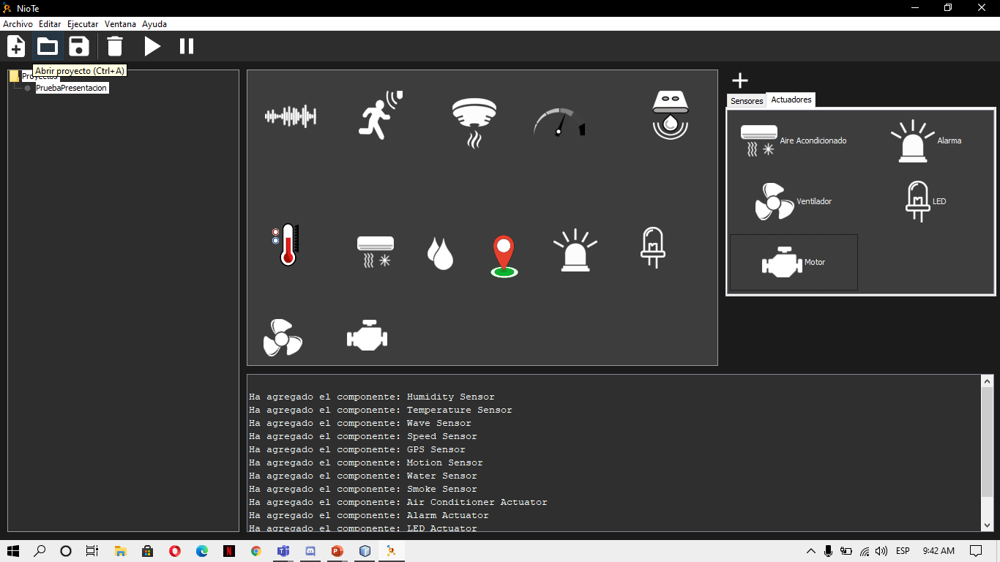 NioTe
Archivo Editar Ejecutar Ventana Ayuda
Abrir proyecto (Ctrl+A)
Proyectos
PruebaPresentacion
Sensores Actuadores
Aire Acondicionado Alarma
Ventilador LED
Motor
Ha agregado el componente: Humidity Sensor
Ha agregado el componente: Temperature Sensor
Ha agregado el componente: Wave Sensor
Ha agregado el componente: Speed Sensor
Ha agregado el componente: GPS Sensor
Ha agregado el componente: Motion Sensor
Ha agregado el componente: Water Sensor
Ha agregado el componente: Smoke Sensor
Ha agregado el componente: Air Conditioner Actuator
Ha agregado el componente: Alarm Actuator
Ha agregado el componente: LED Actuator
ESP 9:42 AM